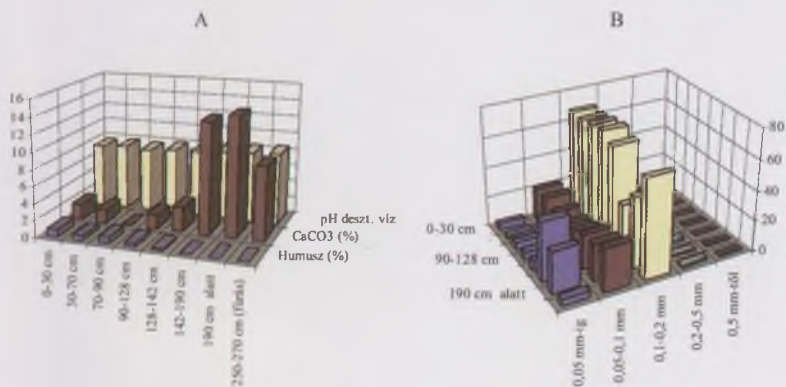 A
16
14
12
10
8
6
4
2
0
pH deszt. víz
CaCO3 (%)
Humusz (%)
0-30 cm
30-70 cm
70-90 cm
90-128 cm
128-142 cm
142-190 cm
190 cm alatt
250-270 cm (fúrás)
B
80
60
40
20
0
0-30 cm
90-128 cm
190 cm alatt
0,05 mm-ig
0,05-0,1 mm
0,1-0,2 mm
0,2-0,5 mm
0,5 mm-től